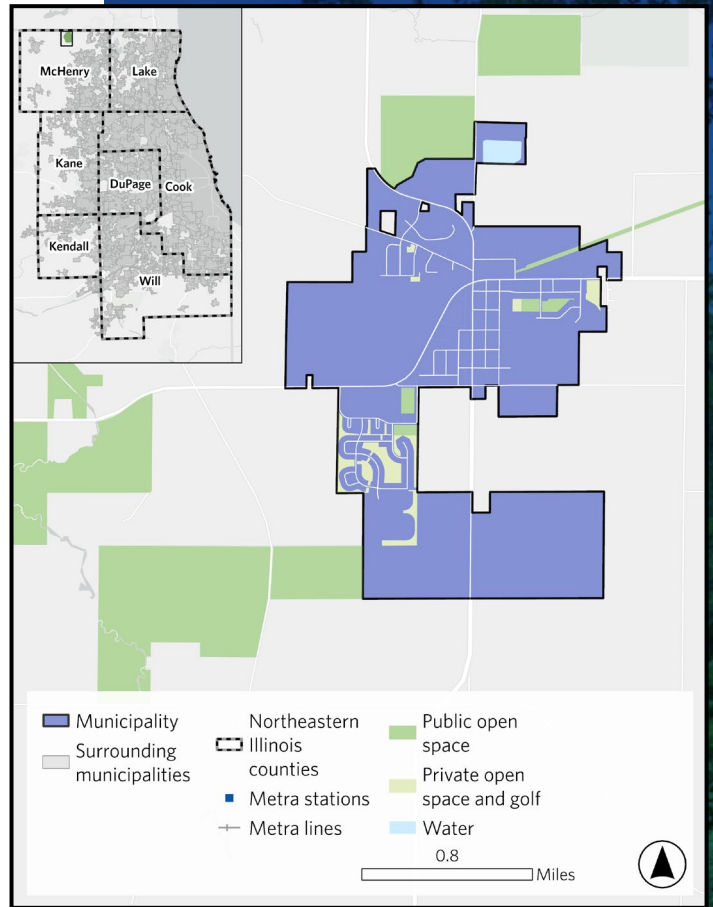 McHenry
Lake
Kane
DuPage
Cook
Kendall
Will
Municipality
Surrounding
municipalities
Northeastern
Illinois
counties
Metra stations
Metra lines
Public open
space
Private open
space and golf
Water
0.8
Miles